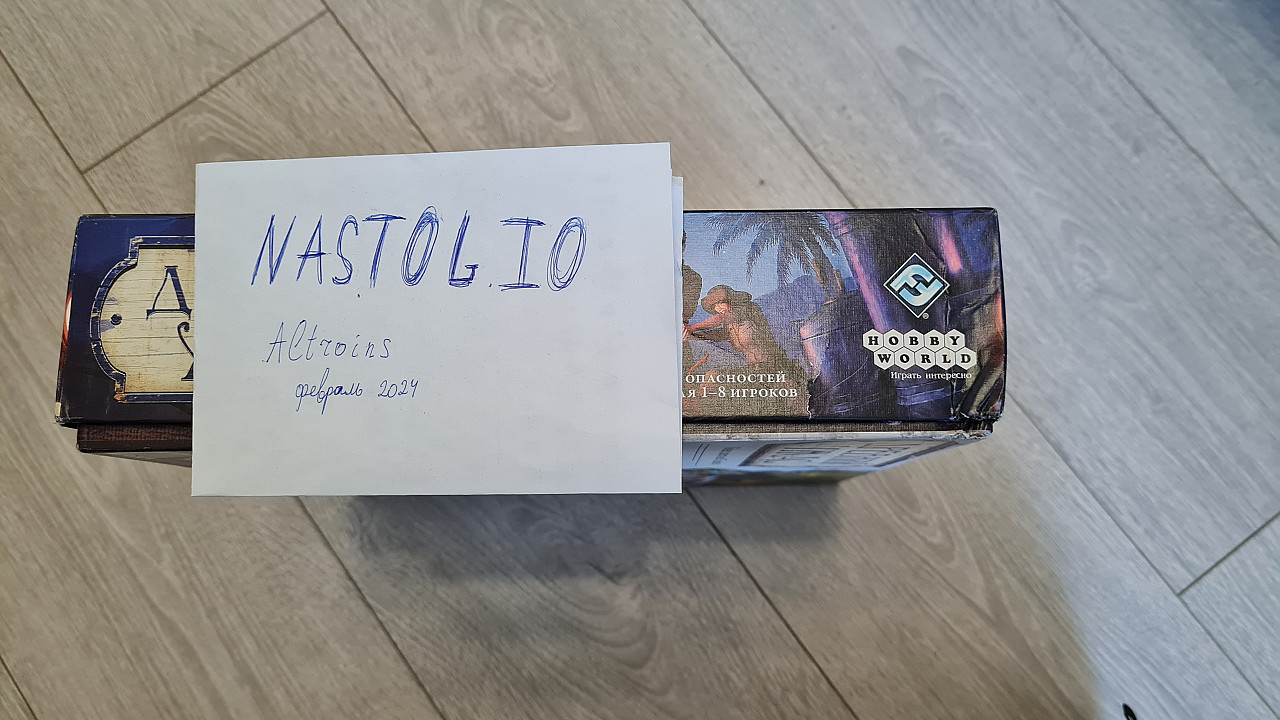 NASTOL.IO
Altroins
февраль 2024
ОПАСНОСТЕЙ
1–8 ИГРОКОВ
HOBBY
WORLD
Играть интересно